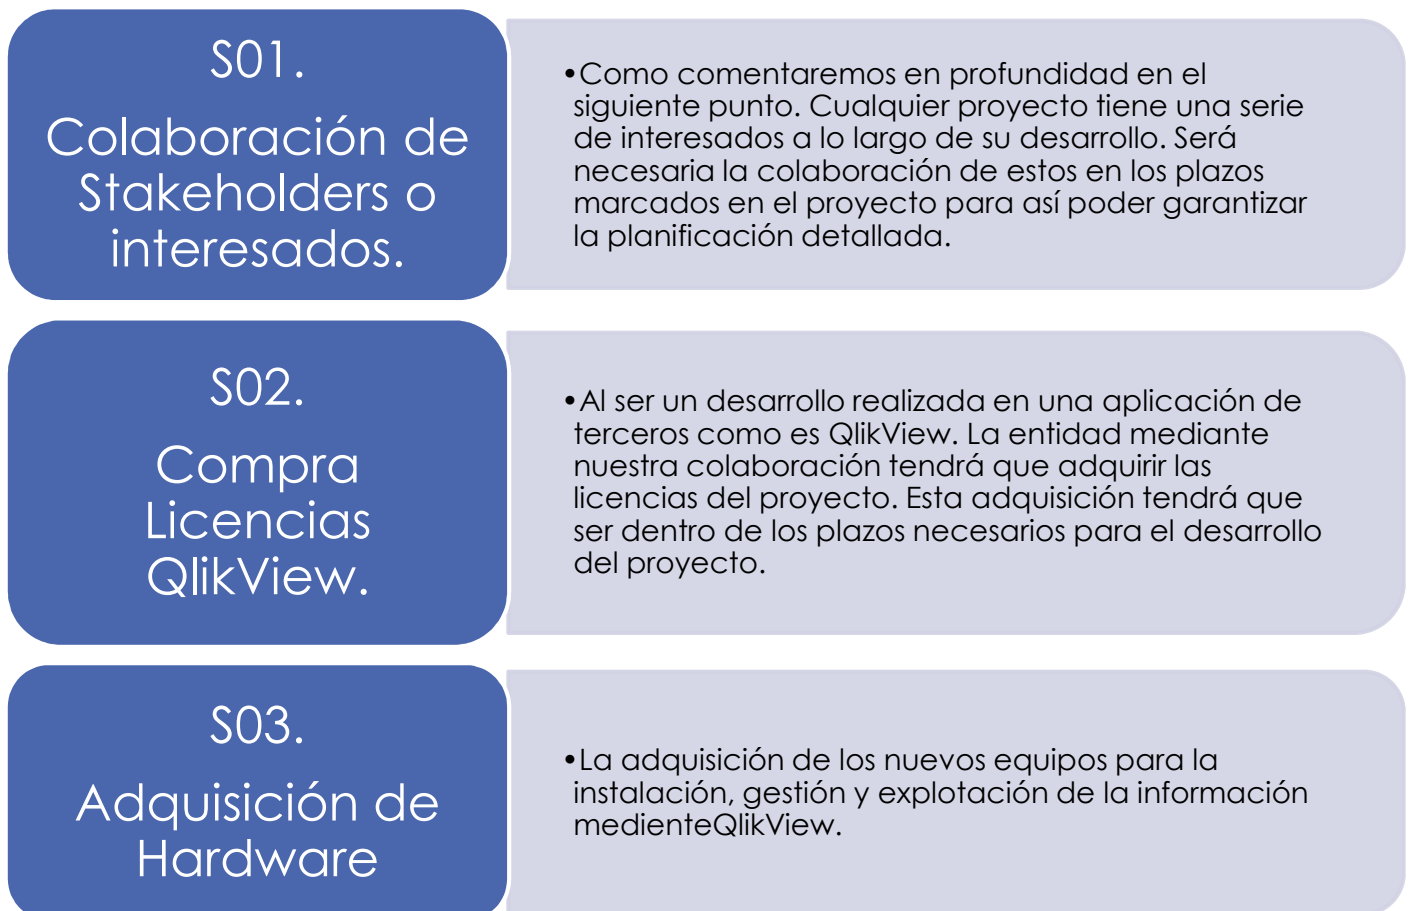 S01.
Colaboración de
Stakeholders o
interesados.
•Como comentaremos en profundidad en el
siguiente punto. Cualquier proyecto tiene una serie
de interesados a lo largo de su desarrollo. Será
necesaria la colaboración de estos en los plazos
marcados en el proyecto para así poder garantizar
la planificación detallada.
S02.
Compra
Licencias
QlikView.
•Al ser un desarrollo realizada en una aplicación de
terceros como es QlikView. La entidad mediante
nuestra colaboración tendrá que adquirir las
licencias del proyecto. Esta adquisición tendrá que
ser dentro de los plazos necesarios para el desarrollo
del proyecto.
S03.
Adquisición de
Hardware
•La adquisición de los nuevos equipos para la
instalación, gestión y explotación de la información
medienteQlikView.